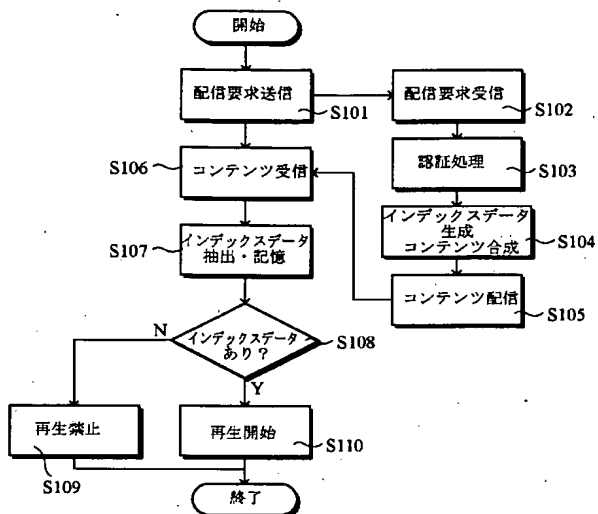 開始
配信要求送信
S101
配信要求受信
S102
認証処理
S103
S106
コンテンツ受信
インデックスデータ
生成
コンテンツ合成
S104
S107
インデックスデータ
抽出・記憶
コンテンツ配信
S105
N
インデックスデータ
あり?
S108
Y
再生禁止
S109
再生開始
S110
終了